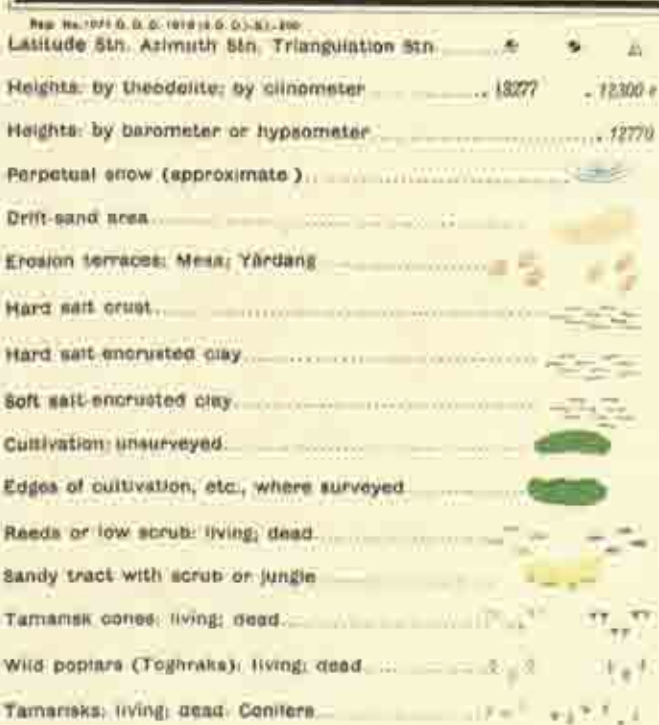 Latitude Stn. Azimuth Stn. Triangulation Stn.
Heights: by theodolite; by clinometer 13277 12300 c
Heights: by barometer or hypsometer 12770
Perpetual snow (approximate)
Drift-sand area
Erosion terraces: Mesa; Yārdang
Hard salt crust
Hard salt encrusted clay
Soft salt-encrusted clay
Cultivation: unsurveyed
Edges of cultivation, etc., where surveyed
Reeds or low scrub: living; dead
Sandy tract with scrub or jungle
Tamarisk cones: living; dead
Wild poplars (Toghraks): living; dead
Tamarisks: living; dead. Conifers